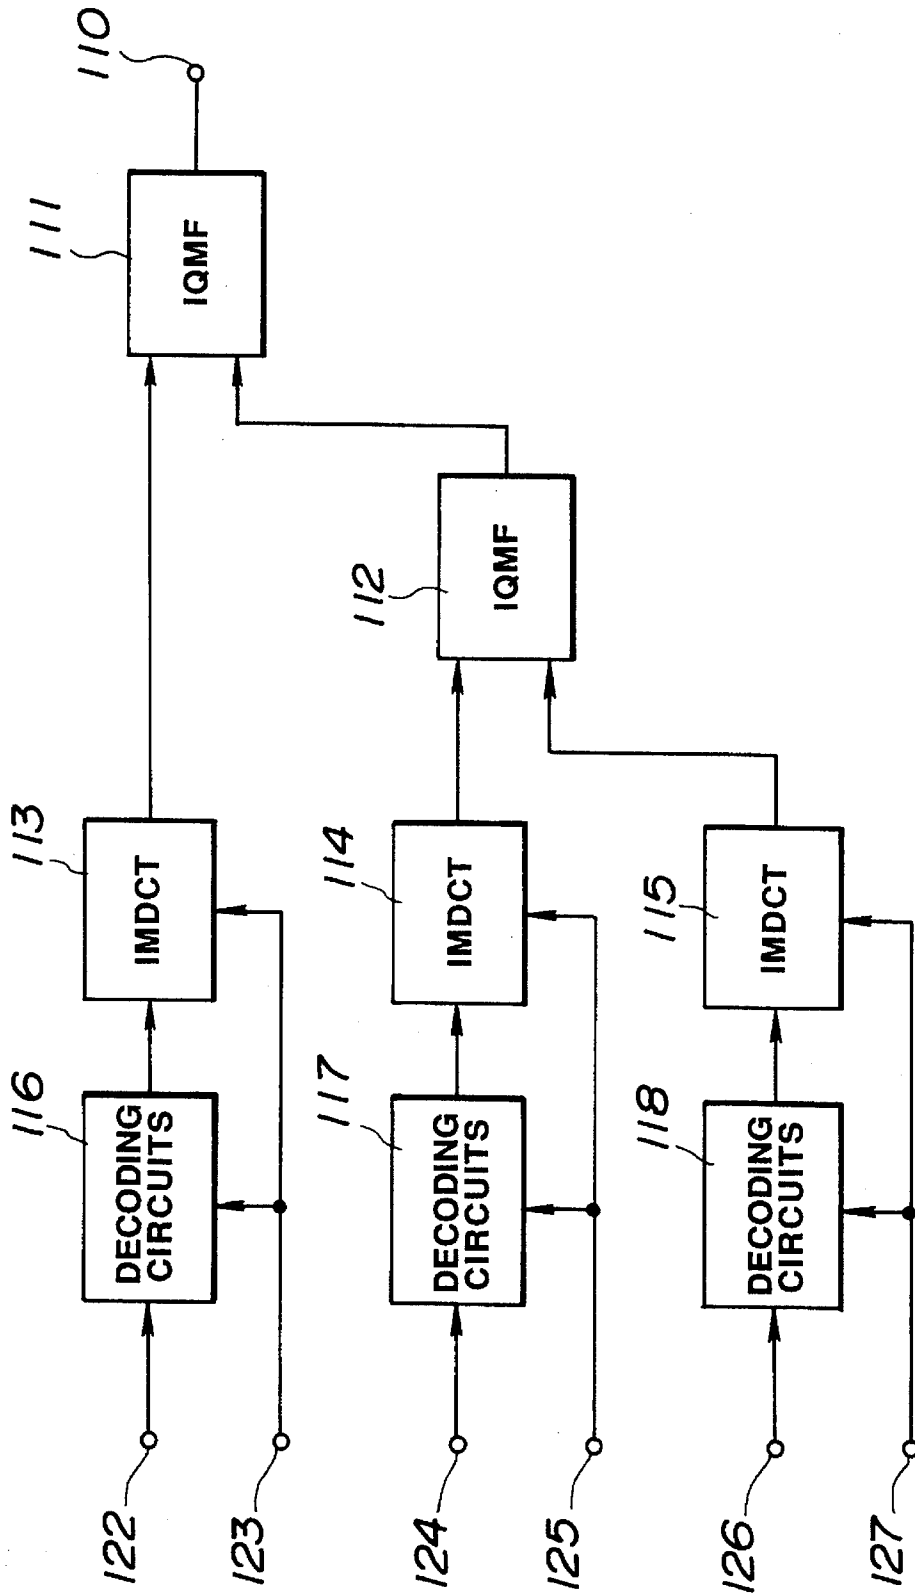 110
111
IQMF
112
IQMF
113
IMDCT
114
IMDCT
115
IMDCT
116
DECODING
CIRCUITS
117
DECODING
CIRCUITS
118
DECODING
CIRCUITS
122
123
124
125
126
127